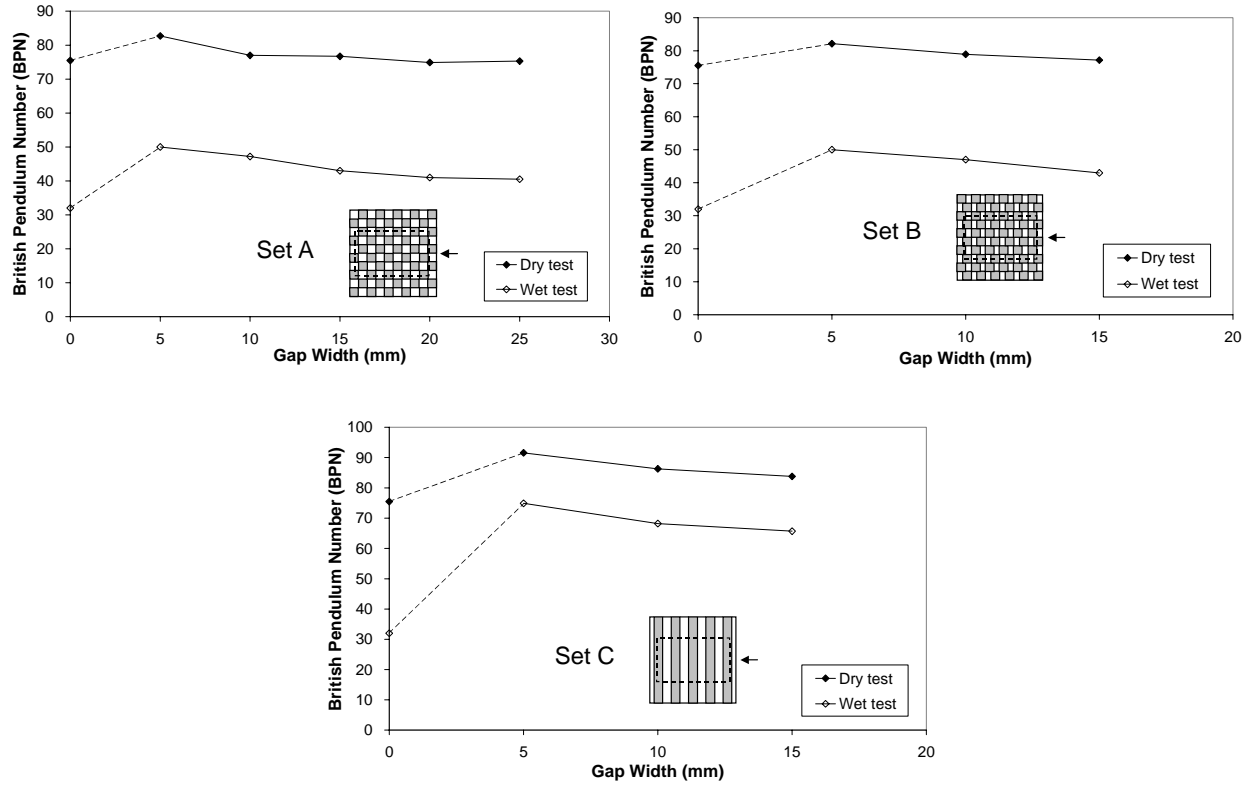 British Pendulum Number (BPN)
90
80
70
60
50
40
30
20
10
0
Set A
Dry test
Wet test
0 5 10 15 20 25 30
Gap Width (mm)
British Pendulum Number (BPN)
90
80
70
60
50
40
30
20
10
0
Set B
Dry test
Wet test
0 5 10 15 20
Gap Width (mm)
British Pendulum Number (BPN)
100
90
80
70
60
50
40
30
20
10
0
Set C
Dry test
Wet test
0 5 10 15 20
Gap Width (mm)